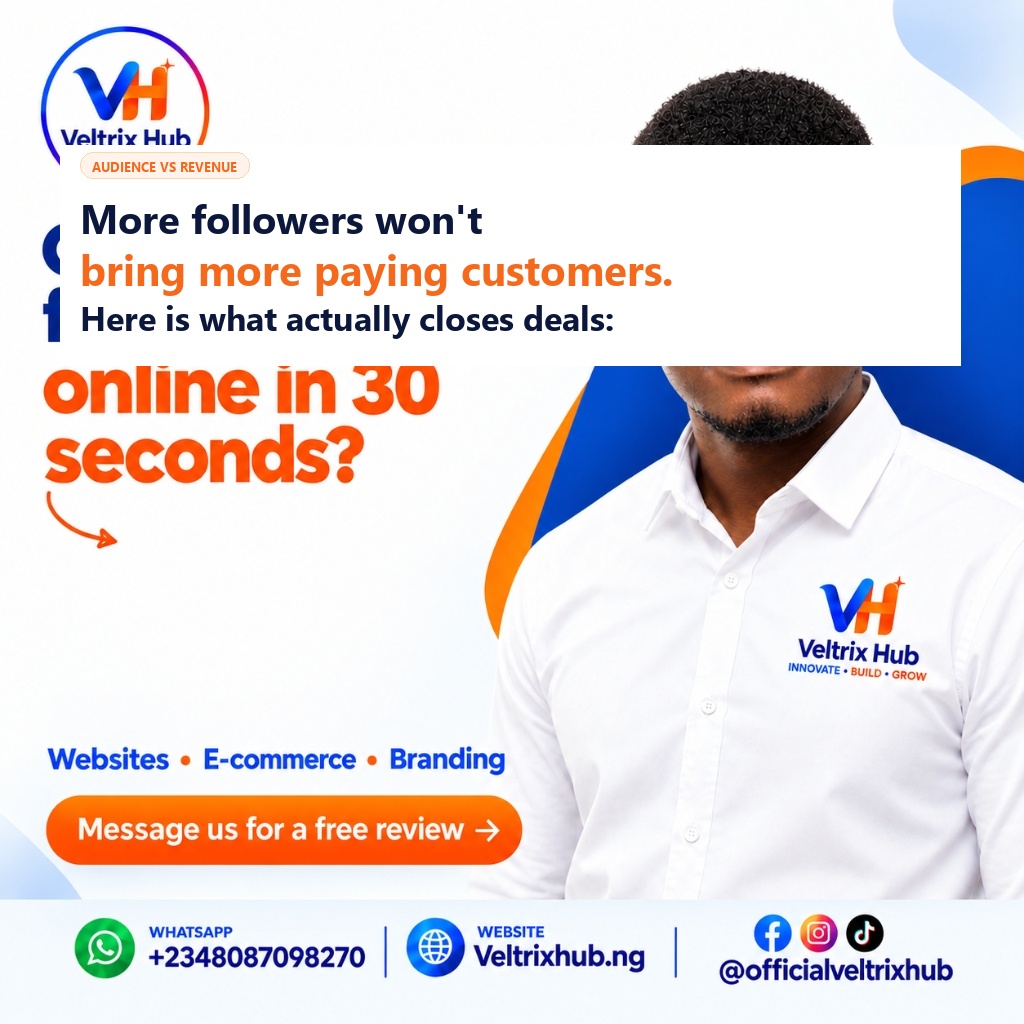 VH
Veltrix Hub
AUDIENCE VS REVENUE
More followers won't
bring more paying customers.
Here is what actually closes deals:
online in 30
seconds?
VH
Veltrix Hub
INNOVATE • BUILD • GROW
Websites • E-commerce • Branding
Message us for a free review →
WHATSAPP
+2348087098270
WEBSITE
Veltrixhub.ng
@officialveltrixhub